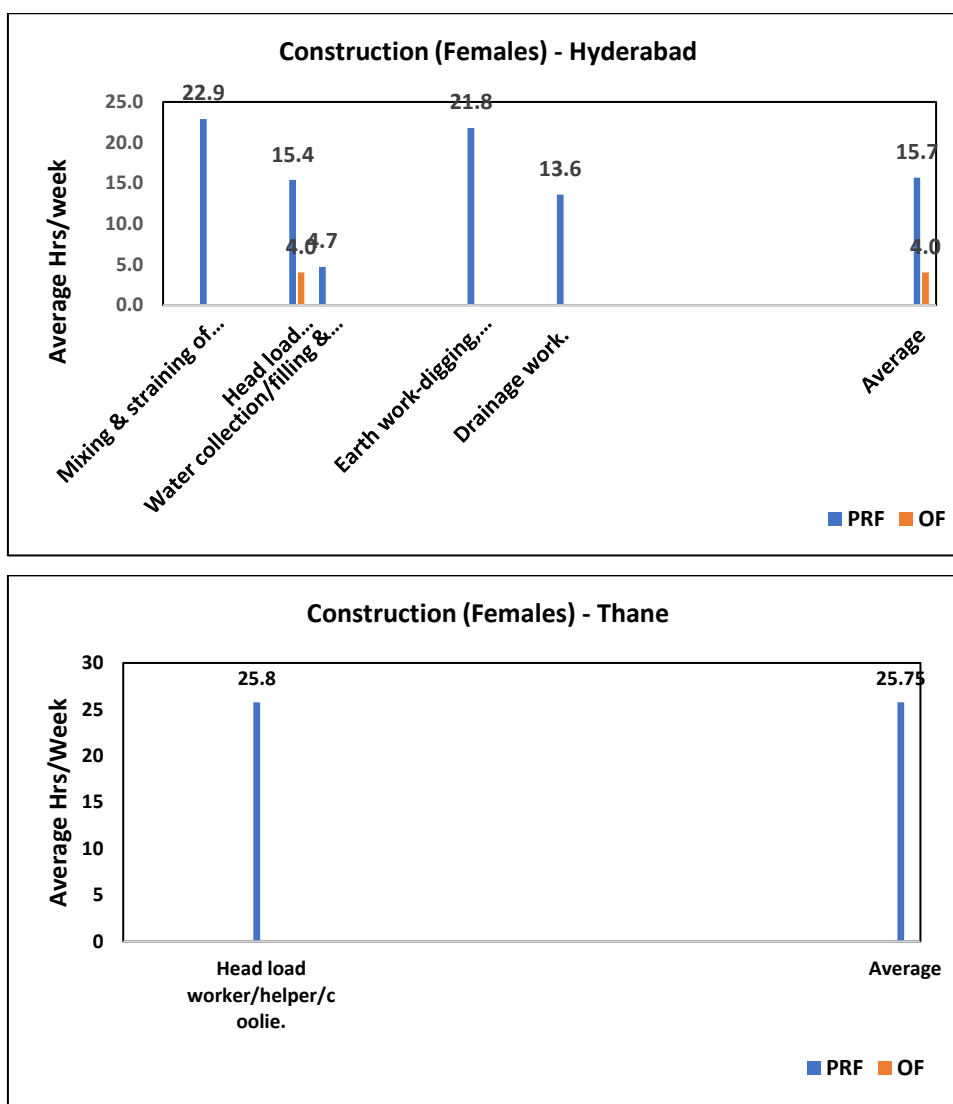 Construction (Females) - Hyderabad
Average Hrs/week
25.0
20.0
15.0
10.0
5.0
0.0
22.9
15.4
4.0
4.7
21.8
13.6
15.7
4.0
Mixing & straining of...
Head load...
Water collection/filling &...
Earth work-digging,...
Drainage work.
Average
PRF OF
Construction (Females) - Thane
Average Hrs/Week
30
25
20
15
10
5
0
25.8
25.75
Head load
worker/helper/c
oolie.
Average
PRF OF